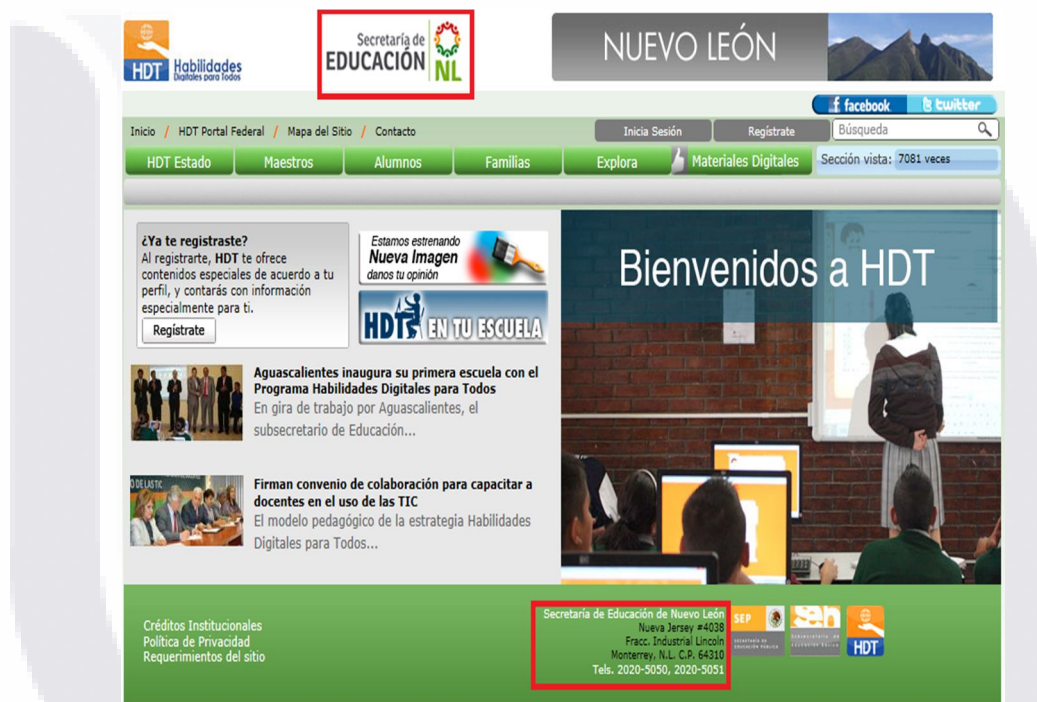 HDT Habilidades
Digitales para Todos
Secretaría de
EDUCACIÓN NL
NUEVO LEÓN
facebook twitter
Inicio / HDT Portal Federal / Mapa del Sitio / Contacto
Inicia Sesión Regístrate Búsqueda
HDT Estado Maestros Alumnos Familias Explora Materiales Digitales Sección vista: 7081 veces
¿Ya te registraste?
Al registrarte, HDT te ofrece
contenidos especiales de acuerdo a tu
perfil, y contarás con información
especialmente para ti.
Regístrate
Estamos estrenando
Nueva Imagen
danos tu opinión
HDT EN TU ESCUELA
Bienvenidos a HDT
Aguascalientes inaugura su primera escuela con el
Programa Habilidades Digitales para Todos
En gira de trabajo por Aguascalientes, el
subsecretario de Educación...
O DE LAS TIC
Firman convenio de colaboración para capacitar a
docentes en el uso de las TIC
El modelo pedagógico de la estrategia Habilidades
Digitales para Todos...
Créditos Institucionales
Política de Privacidad
Requerimientos del sitio
Secretaría de Educación de Nuevo León
Nueva Jersey #4038
Fracc. Industrial Lincoln
Monterrey, N.L. C.P. 64310
Tels. 2020-5050, 2020-5051
SEP
SECRETARÍA DE
EDUCACIÓN PÚBLICA
HDT